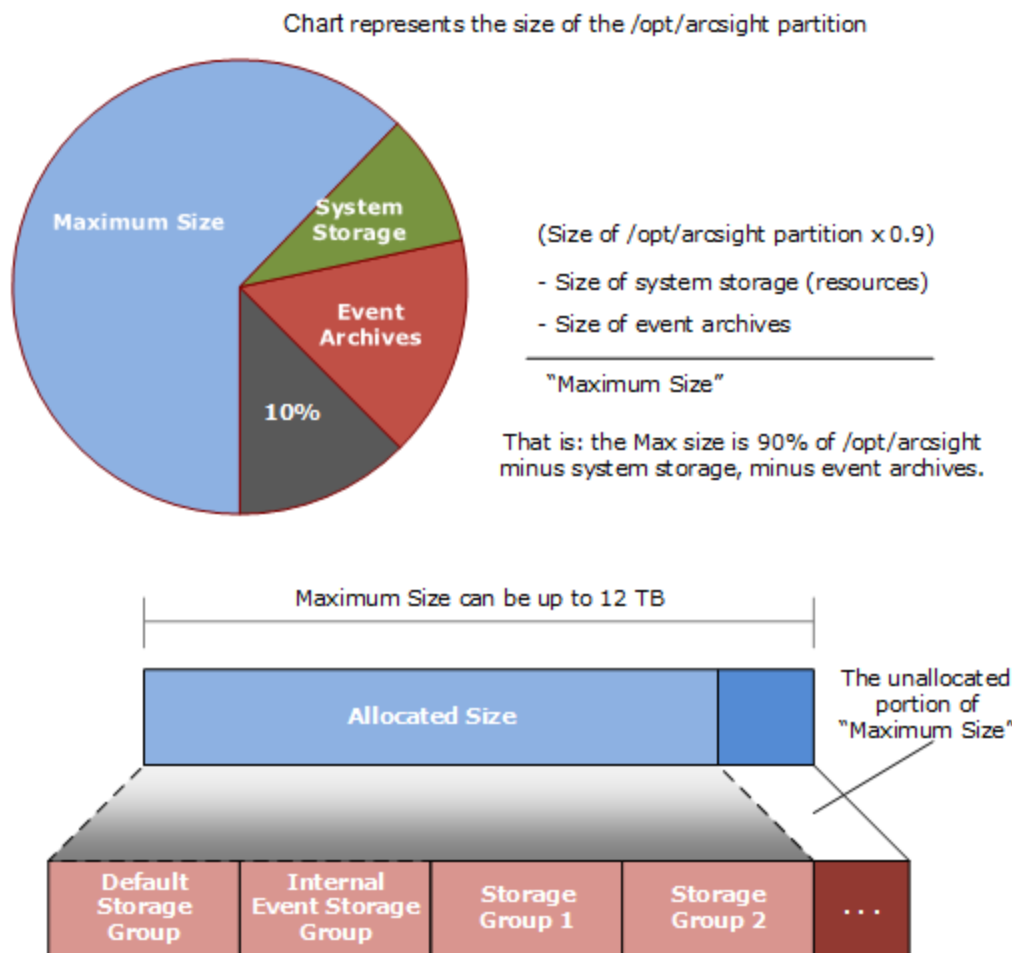 Chart represents the size of the /opt/arcsight partition
Maximum Size
System
Storage
Event
Archives
10%
(Size of /opt/arcsight partition x 0.9)
- Size of system storage (resources)
- Size of event archives
“Maximum Size”
That is: the Max size is 90% of /opt/arcsight
minus system storage, minus event archives.
Maximum Size can be up to 12 TB
Allocated Size
The unallocated
portion of
“Maximum Size”
Default
Storage
Group
Internal
Event Storage
Group
Storage
Group 1
Storage
Group 2
...